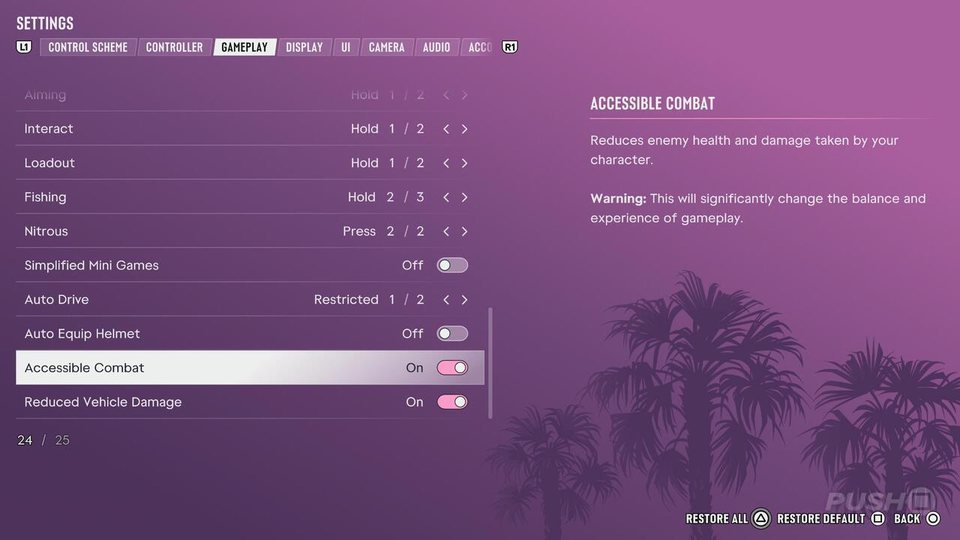 SETTINGS
L1 CONTROL SCHEME CONTROLLER GAMEPLAY DISPLAY UI CAMERA AUDIO ACCO R1
Aiming Hold 1 / 2
Interact Hold 1 / 2
Loadout Hold 1 / 2
Fishing Hold 2 / 3
Nitrous Press 2 / 2
Simplified Mini Games Off
Auto Drive Restricted 1 / 2
Auto Equip Helmet Off
Accessible Combat On
Reduced Vehicle Damage On
24 / 25
ACCESSIBLE COMBAT
Reduces enemy health and damage taken by your
character.
Warning: This will significantly change the balance and
experience of gameplay.
PUSH
RESTORE ALL RESTORE DEFAULT BACK